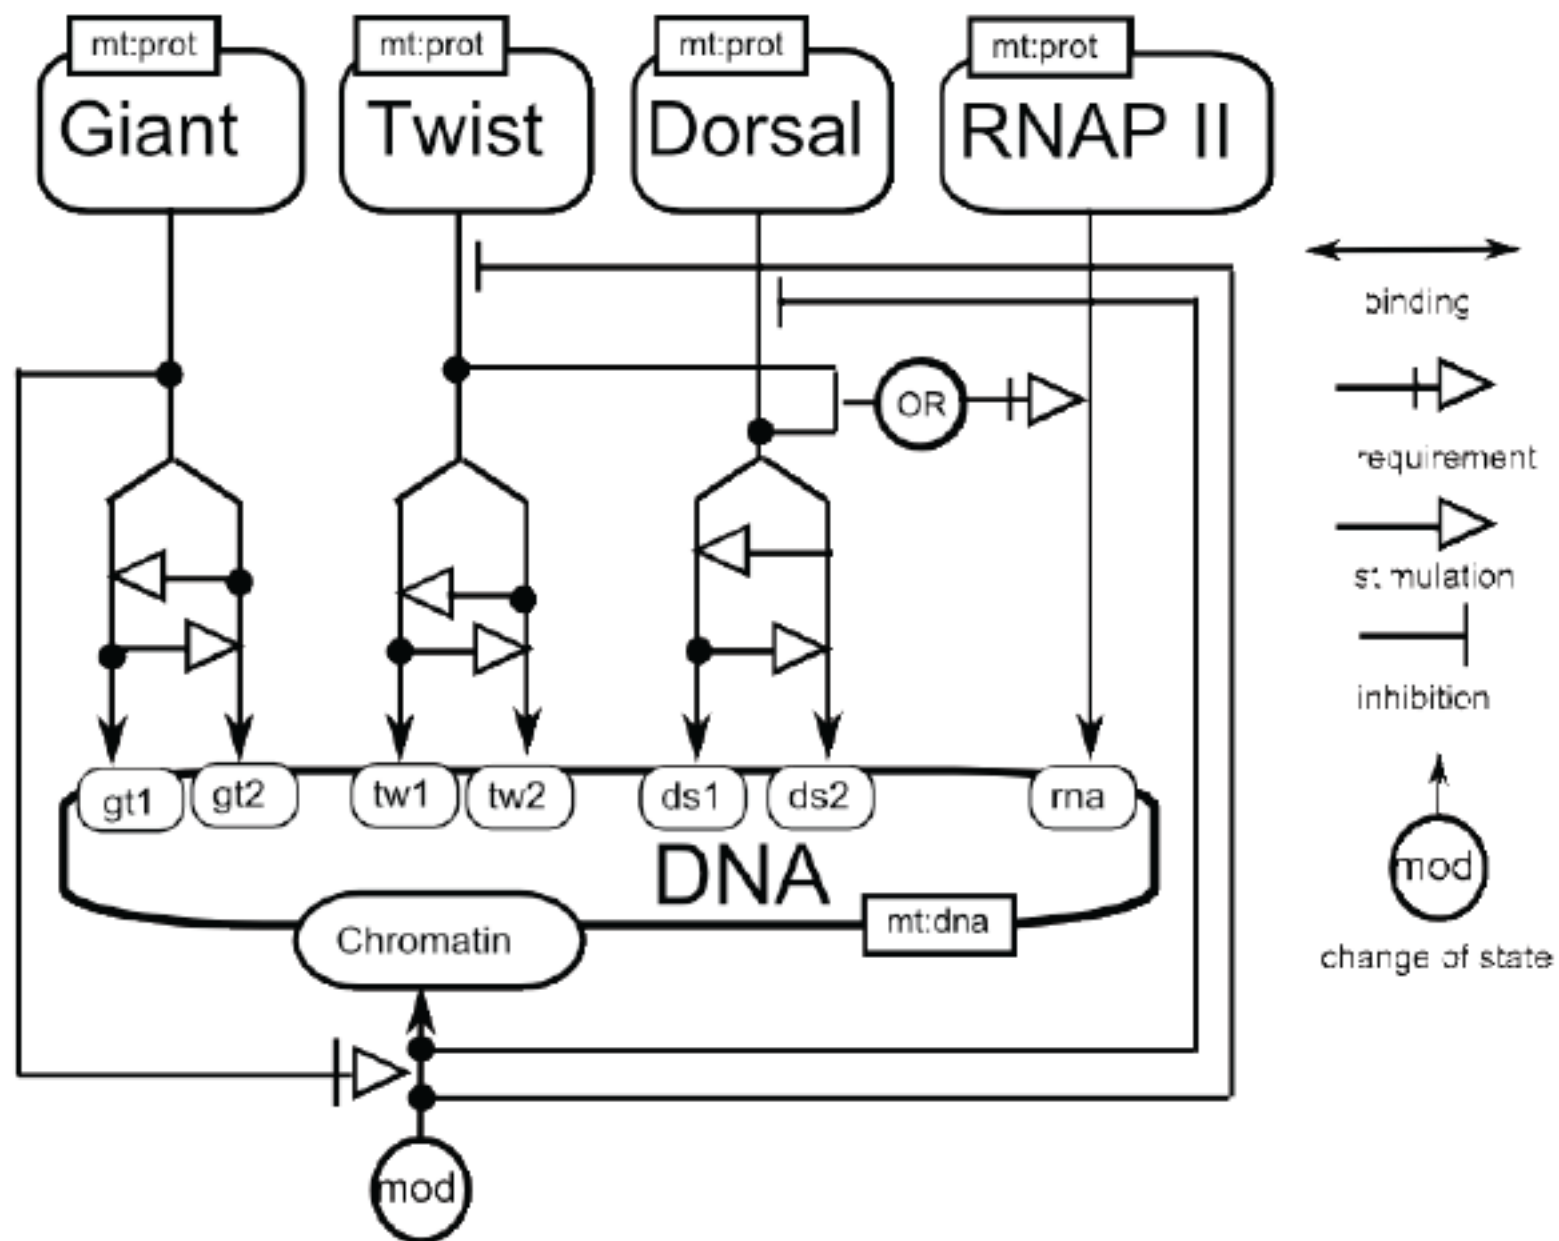 mt:prot
mt:prot
mt:prot
mt:prot
Giant
Twist
Dorsal
RNAP II
binding
OR
requirement
stimulation
inhibition
gt1
gt2
tw1
tw2
ds1
ds2
rna
DNA
mod
mt:dna
Chromatin
change of state
mod